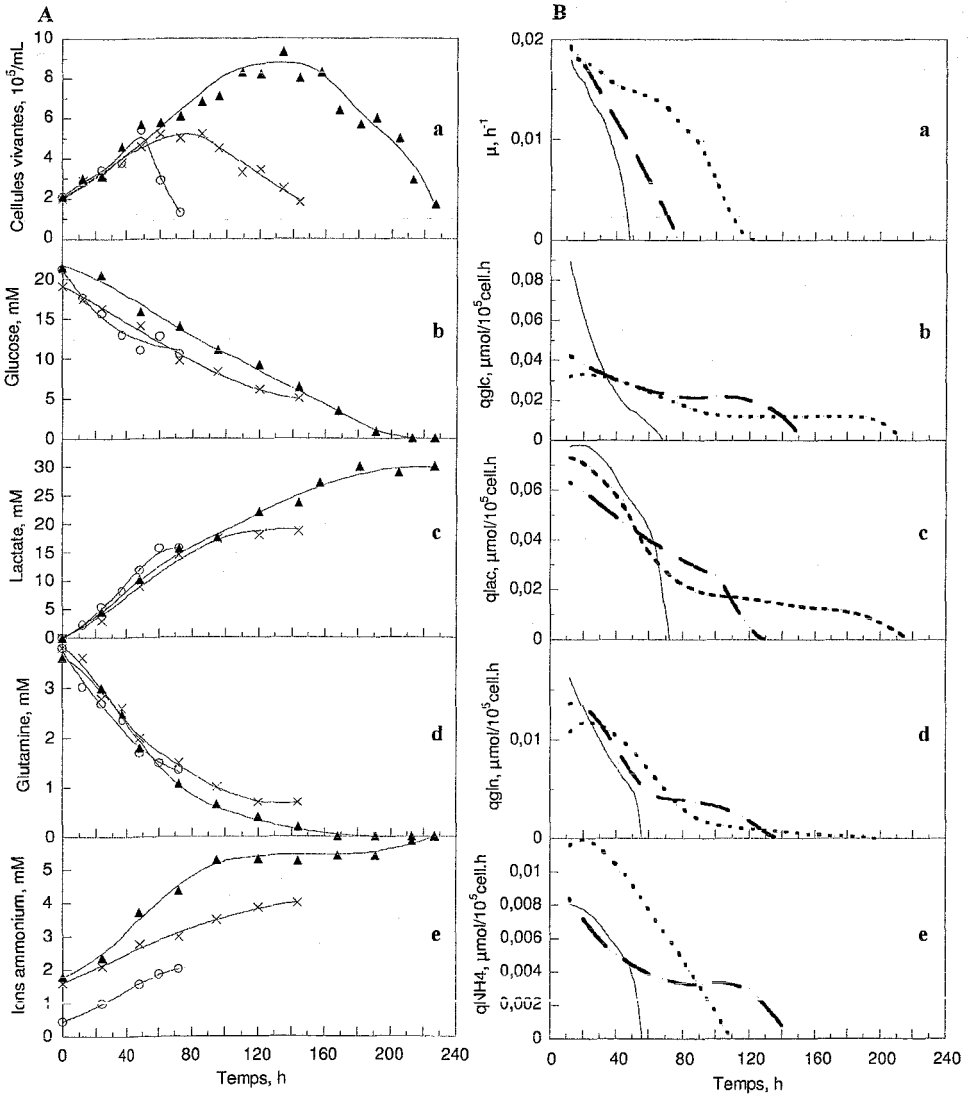 A
B
10
8
6
4
2
0
Cellules vivantes, 10⁵/mL
a
20
15
10
5
0
Glucose, mM
b
30
25
20
15
10
5
0
Lactate, mM
c
3
2
1
0
Glutamine, mM
d
5
4
3
2
1
0
Ions ammonium, mM
e
0 40 80 120 160 200 240
Temps, h
0,02
0,01
0
µ, h⁻¹
a
0,08
0,06
0,04
0,02
0
qglc, µmol/10⁵cell.h
b
0,06
0,04
0,02
0
qlac, µmol/10⁵cell.h
c
0,01
0
qgln, µmol/10⁵cell.h
d
0,01
0,008
0,006
0,004
0,002
0
qNH4, µmol/10⁵cell.h
e
0 40 80 120 160 200 240
Temps, h